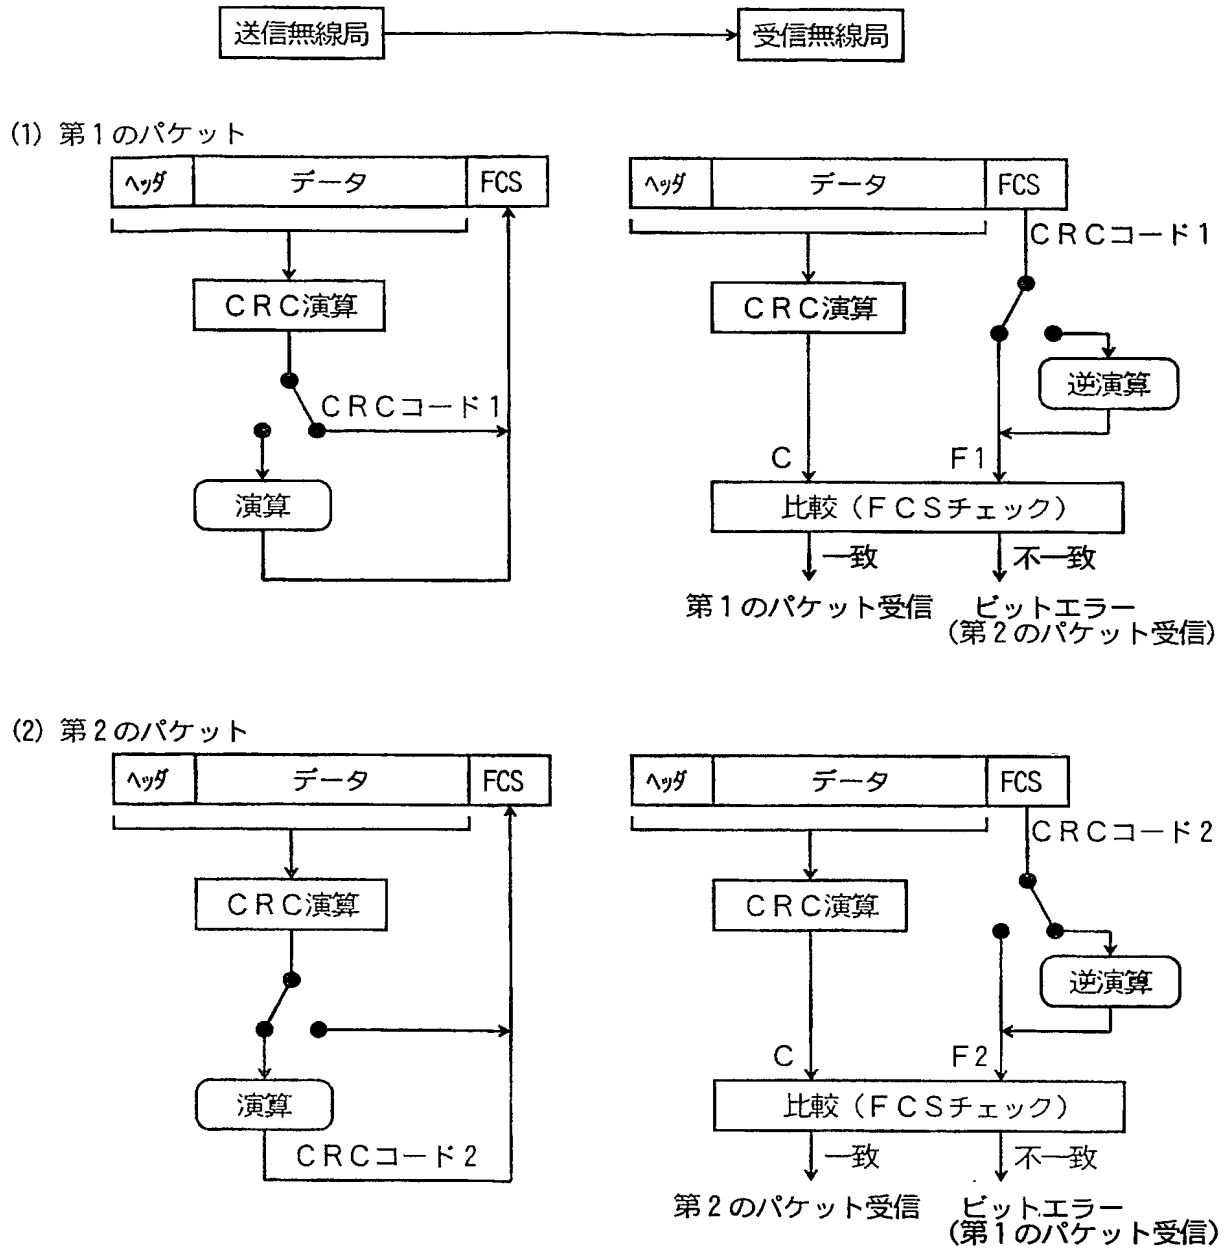 送信無線局 受信無線局
(1) 第1のパケット
ヘッダ データ FCS ヘッダ データ FCS
CRCコード1
CRC演算 CRC演算
逆演算
CRCコード1
C F1
演算 比較(FCSチェック)
一致 不一致
第1のパケット受信 ビットエラー
(第2のパケット受信)
(2) 第2のパケット
ヘッダ データ FCS ヘッダ データ FCS
CRCコード2
CRC演算 CRC演算
逆演算
C F2
演算 比較(FCSチェック)
CRCコード2 一致 不一致
第2のパケット受信 ビットエラー
(第1のパケット受信)